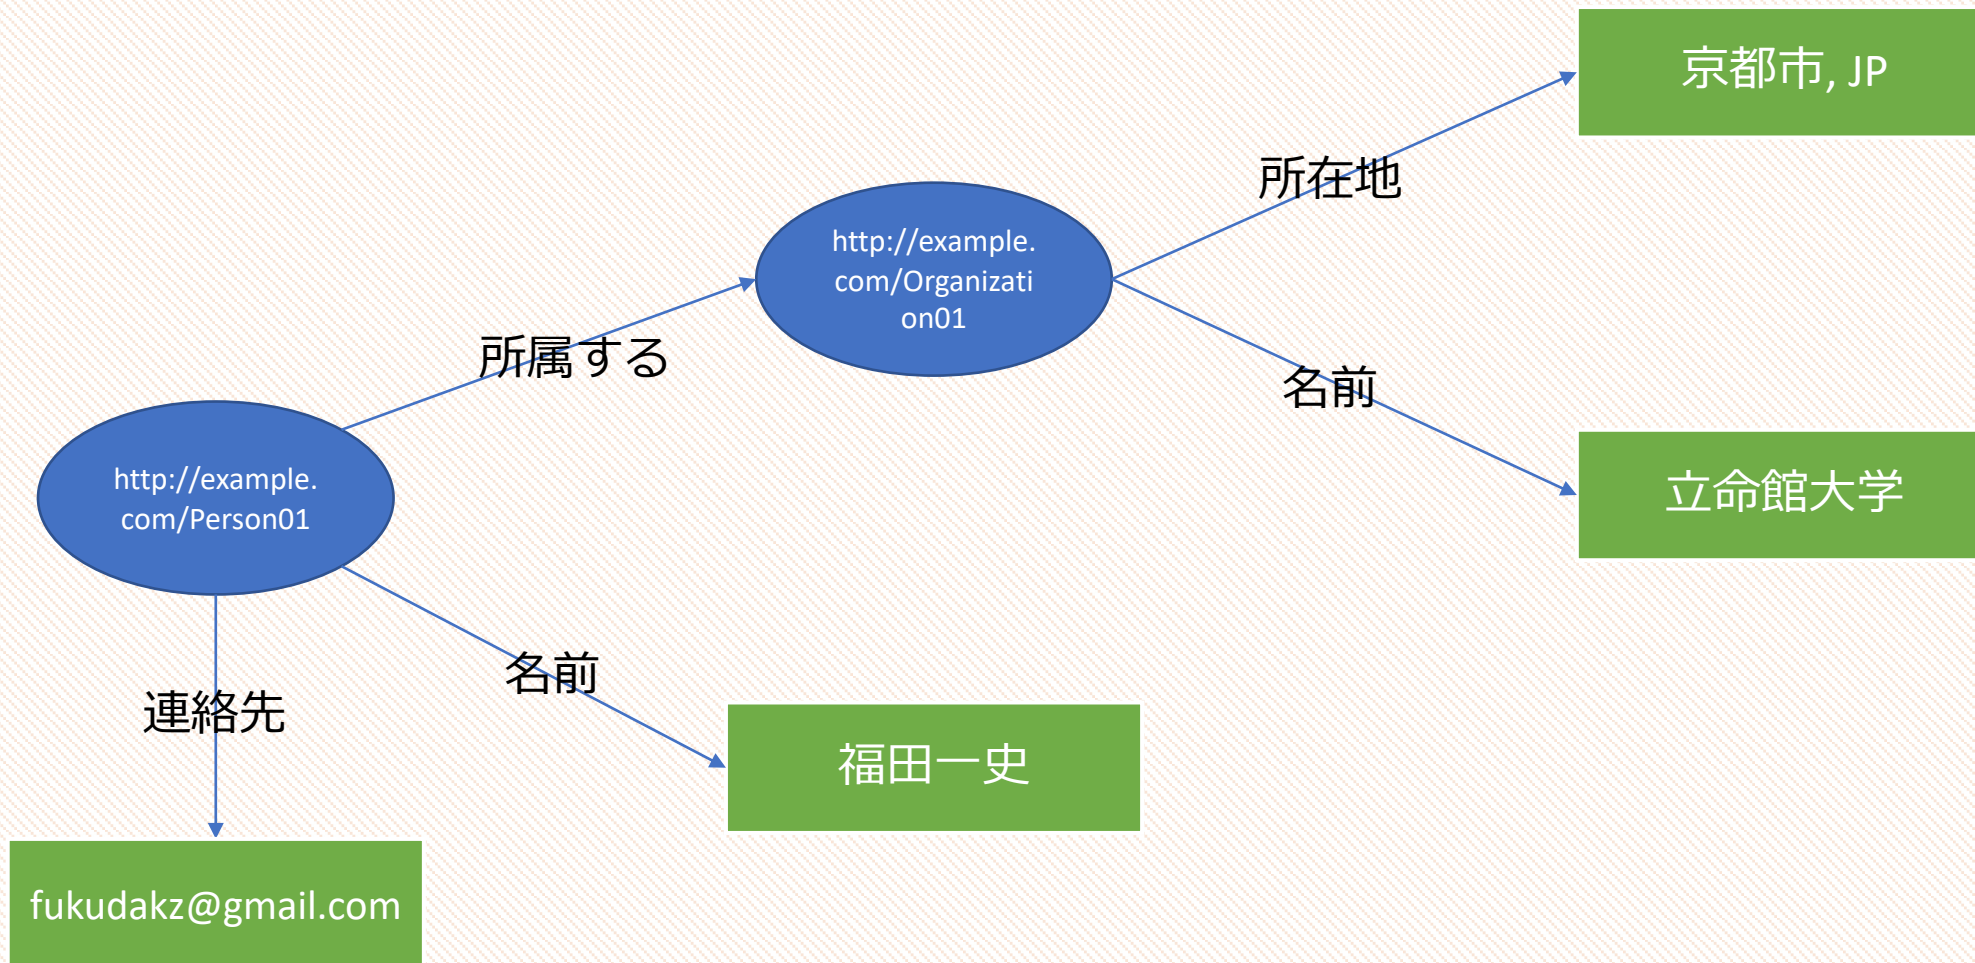 京都市, JP
所在地
http://example.
com/Organizati
on01
所属する
名前
http://example.
com/Person01
立命館大学
名前
連絡先
福田一史
fukudakz@gmail.com